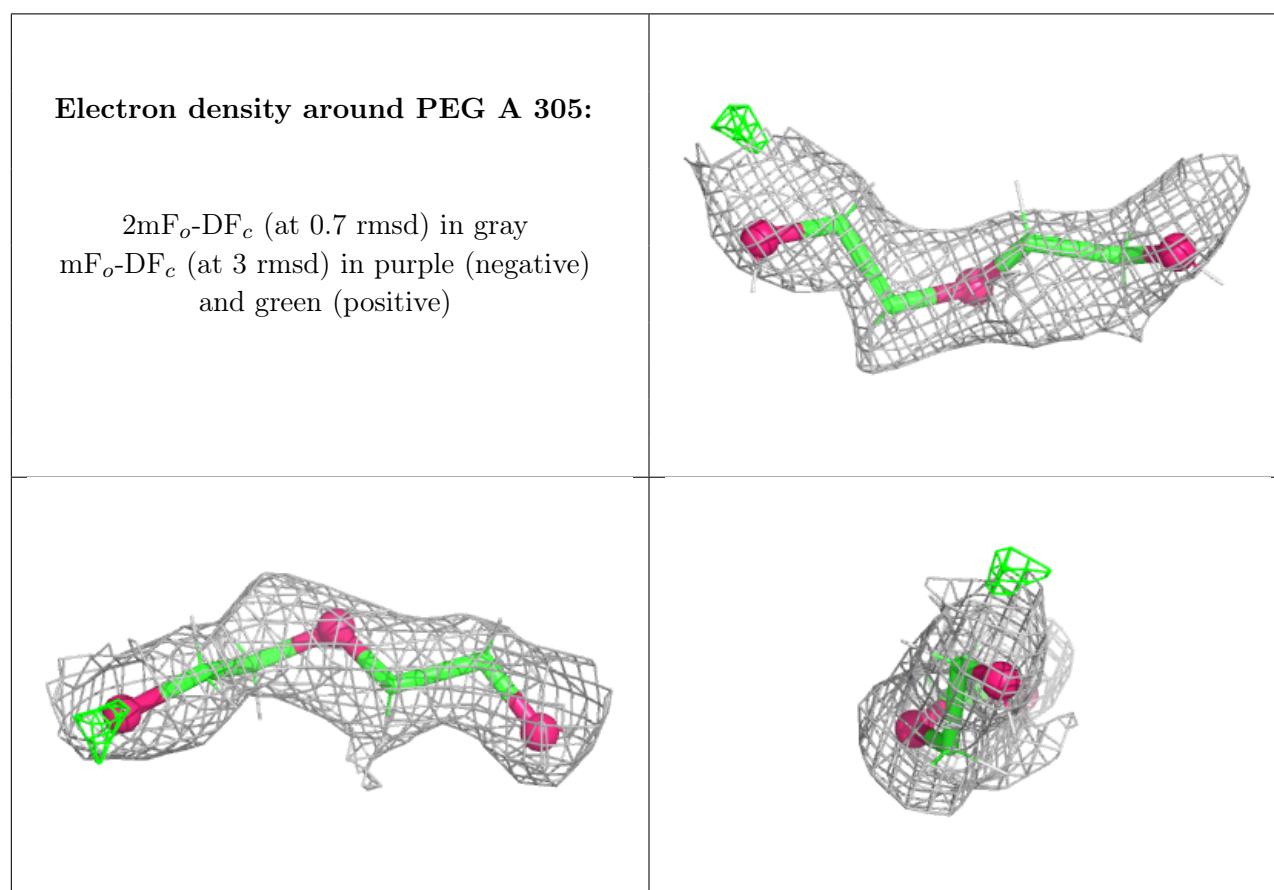 Electron density around PEG A 305:
2mFo-DFc (at 0.7 rmsd) in gray
mFo-DFc (at 3 rmsd) in purple (negative)
and green (positive)